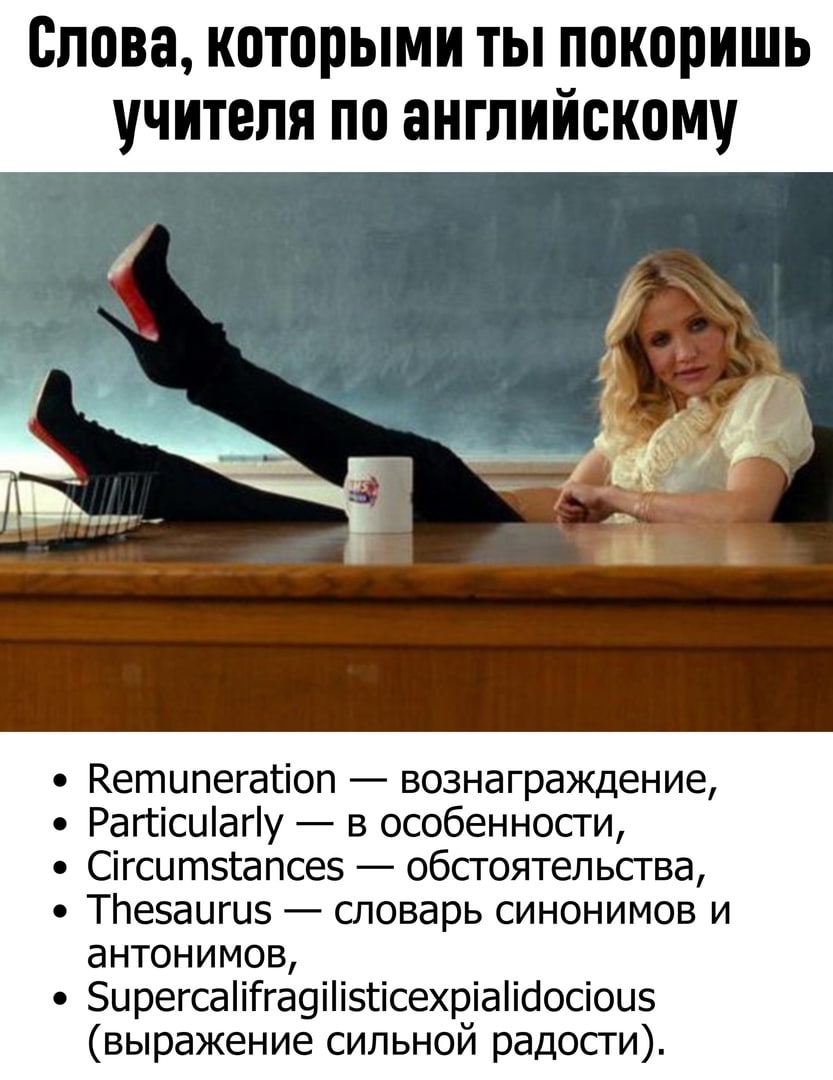 Слова, которыми ты покоришь
учителя по английскому
• Remuneration — вознаграждение,
• Particularly — в особенности,
• Circumstances — обстоятельства,
• Thesaurus — словарь синонимов и
антонимов,
• Supercalifragilisticexpialidocious
(выражение сильной радости).